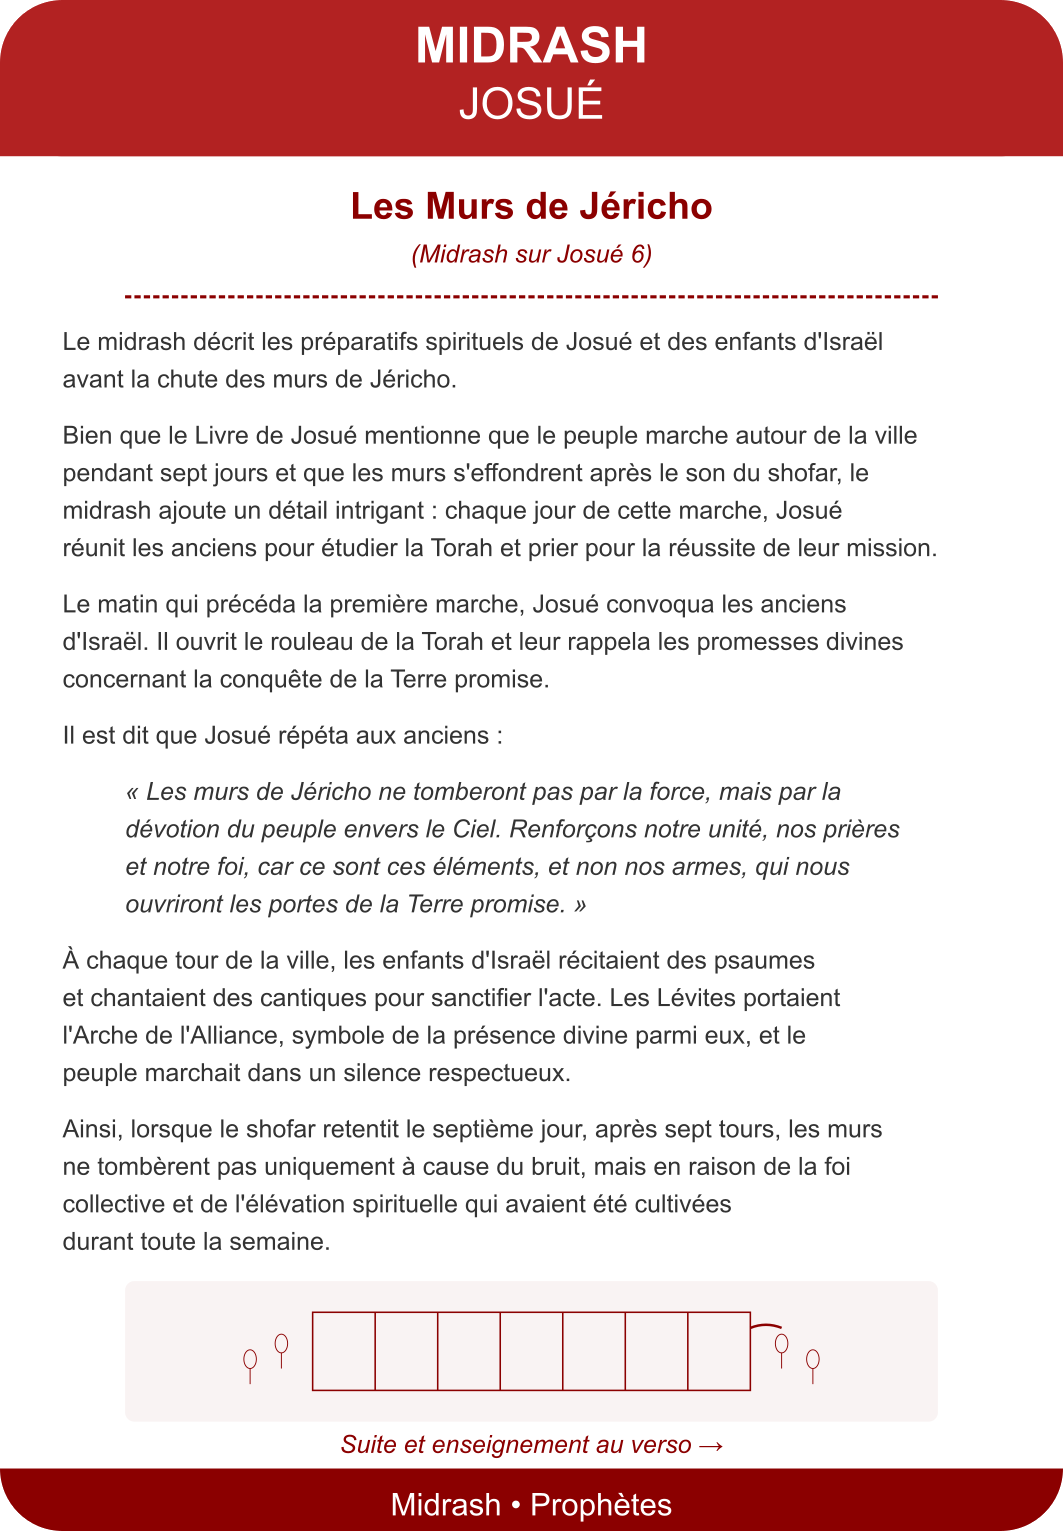 MIDRASH
JOSUÉ
Les Murs de Jéricho
(Midrash sur Josué 6)
Le midrash décrit les préparatifs spirituels de Josué et des enfants d'Israël
avant la chute des murs de Jéricho.
Bien que le Livre de Josué mentionne que le peuple marche autour de la ville
pendant sept jours et que les murs s'effondrent après le son du shofar, le
midrash ajoute un détail intrigant : chaque jour de cette marche, Josué
réunit les anciens pour étudier la Torah et prier pour la réussite de leur mission.
Le matin qui précéda la première marche, Josué convoqua les anciens
d'Israël. Il ouvrit le rouleau de la Torah et leur rappela les promesses divines
concernant la conquête de la Terre promise.
Il est dit que Josué répéta aux anciens :
« Les murs de Jéricho ne tomberont pas par la force, mais par la
dévotion du peuple envers le Ciel. Renforçons notre unité, nos prières
et notre foi, car ce sont ces éléments, et non nos armes, qui nous
ouvriront les portes de la Terre promise. »
À chaque tour de la ville, les enfants d'Israël récitaient des psaumes
et chantaient des cantiques pour sanctifier l'acte. Les Lévites portaient
l'Arche de l'Alliance, symbole de la présence divine parmi eux, et le
peuple marchait dans un silence respectueux.
Ainsi, lorsque le shofar retentit le septième jour, après sept tours, les murs
ne tombèrent pas uniquement à cause du bruit, mais en raison de la foi
collective et de l'élévation spirituelle qui avaient été cultivées
durant toute la semaine.
Suite et enseignement au verso →
Midrash • Prophètes